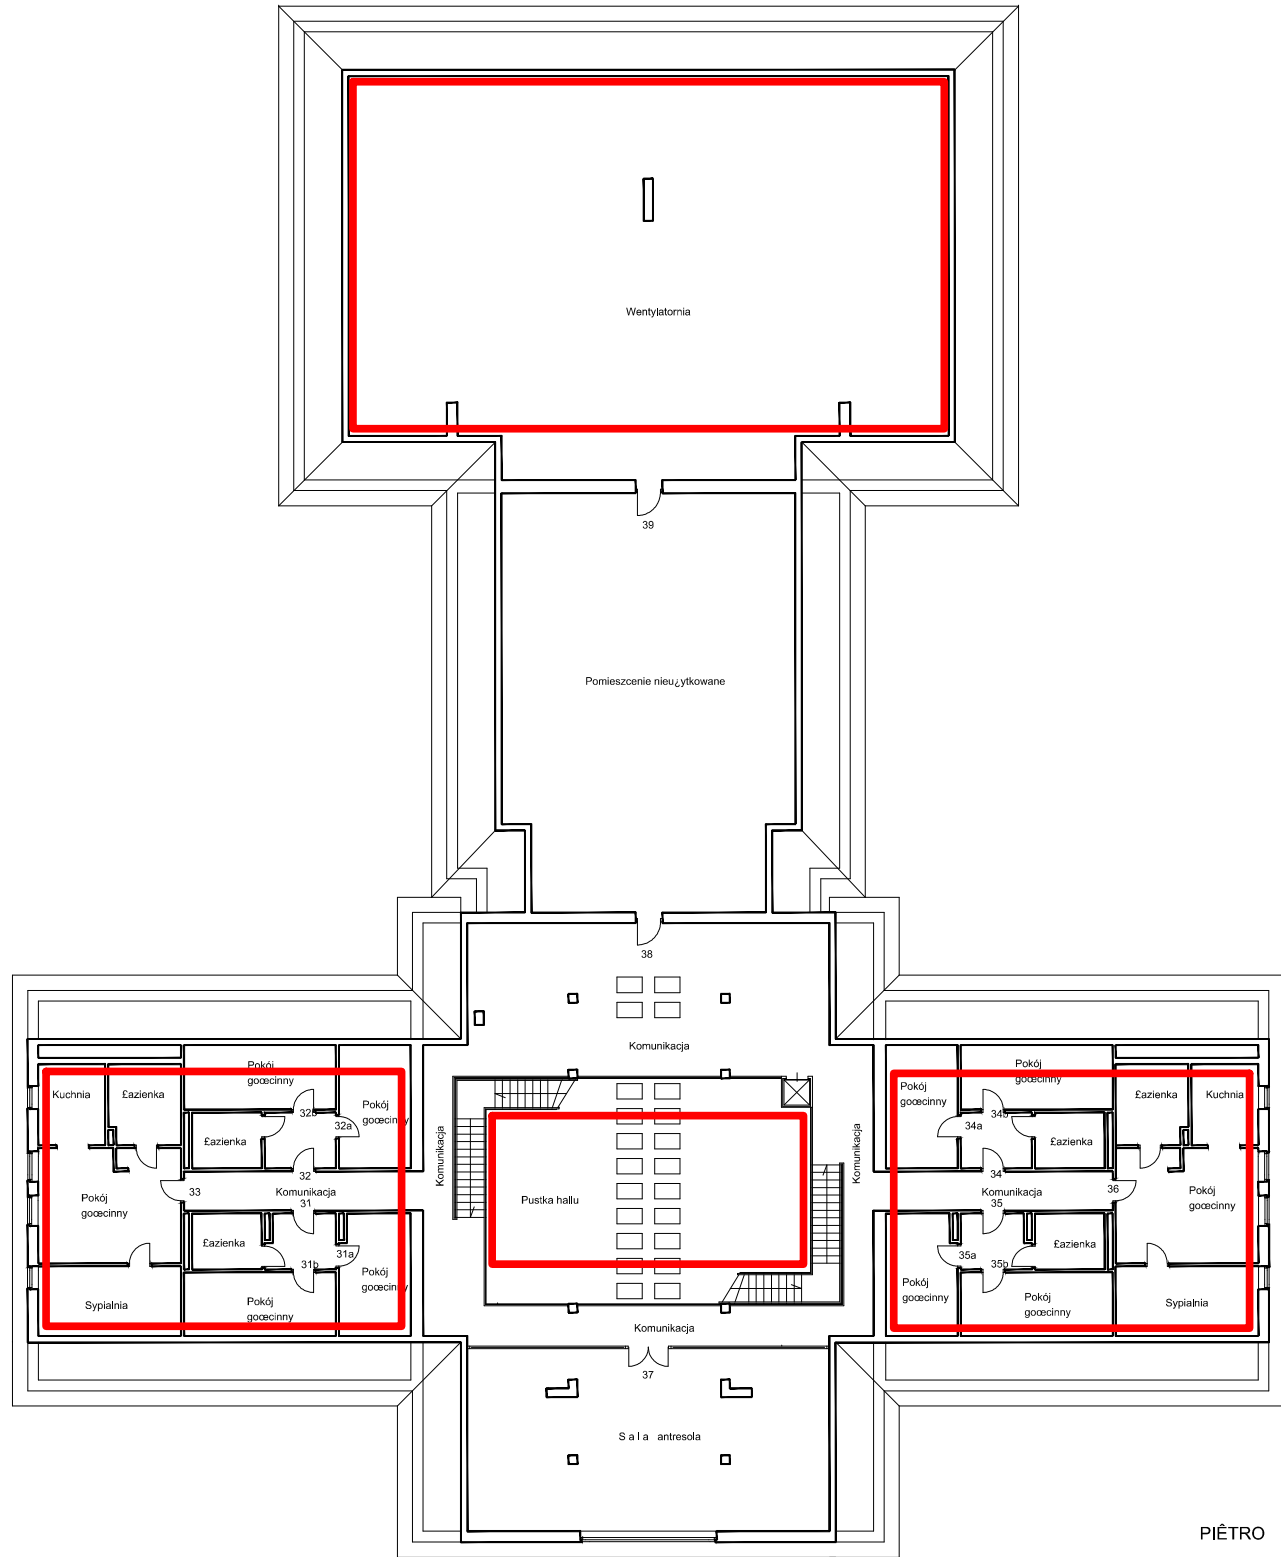 Wentylatornia
39
Pomieszcenie nieu¿ytkowane
38
Komunikacja
Kuchnia
£azienka
Pokój
goœcinny
32b
32a
Pokój
goœcinny
£azienka
32
Komunikacja
31
33
Pokój
goœcinny
£azienka
31a
31b
Pokój
goœcinny
Pokój
goœcinny
Sypialnia
Komunikacja
Pustka hallu
Komunikacja
Komunikacja
37
S a l a antresola
Pokój
goœcinny
Pokój
goœcinny
34b
34a
£azienka
£azienka
Kuchnia
34
Komunikacja
35
36
Pokój
goœcinny
35a
35b
£azienka
Pokój
goœcinny
Pokój
goœcinny
Sypialnia
PIÊTRO